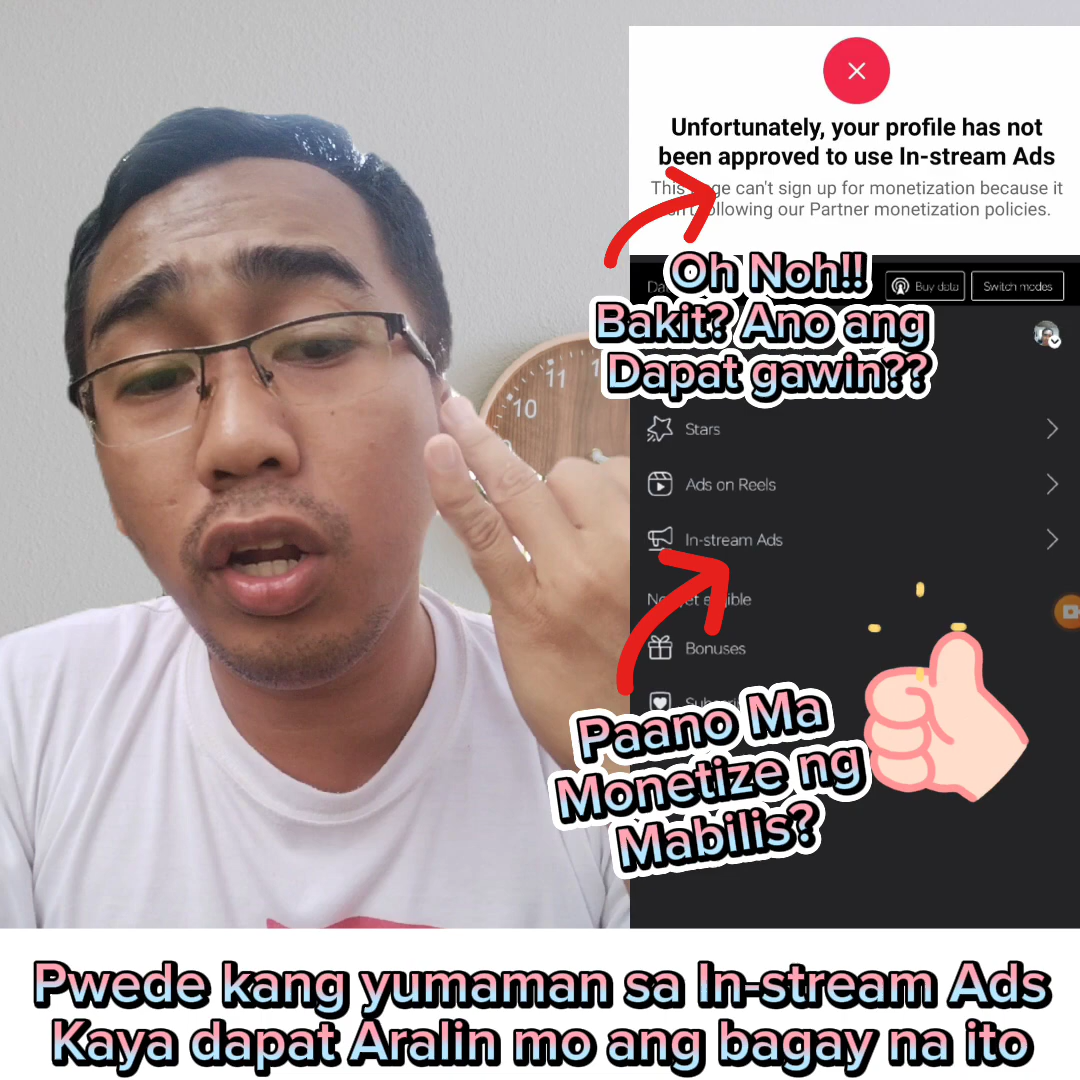 Unfortunately, your profile has not
been approved to use In-stream Ads
This can't sign up for monetization because it
following our Partner monetization policies.
Oh Noh!!
Bakit? Ano ang
Dapat gawin??
Buy data
Switch modes
11
10
Stars
Ads on Reels
In-stream Ads
Bonuses
Paano Ma
Monetize ng
Mabilis?
Pwede kang yumaman sa In-stream Ads
Kaya dapat Aralin mo ang bagay na ito